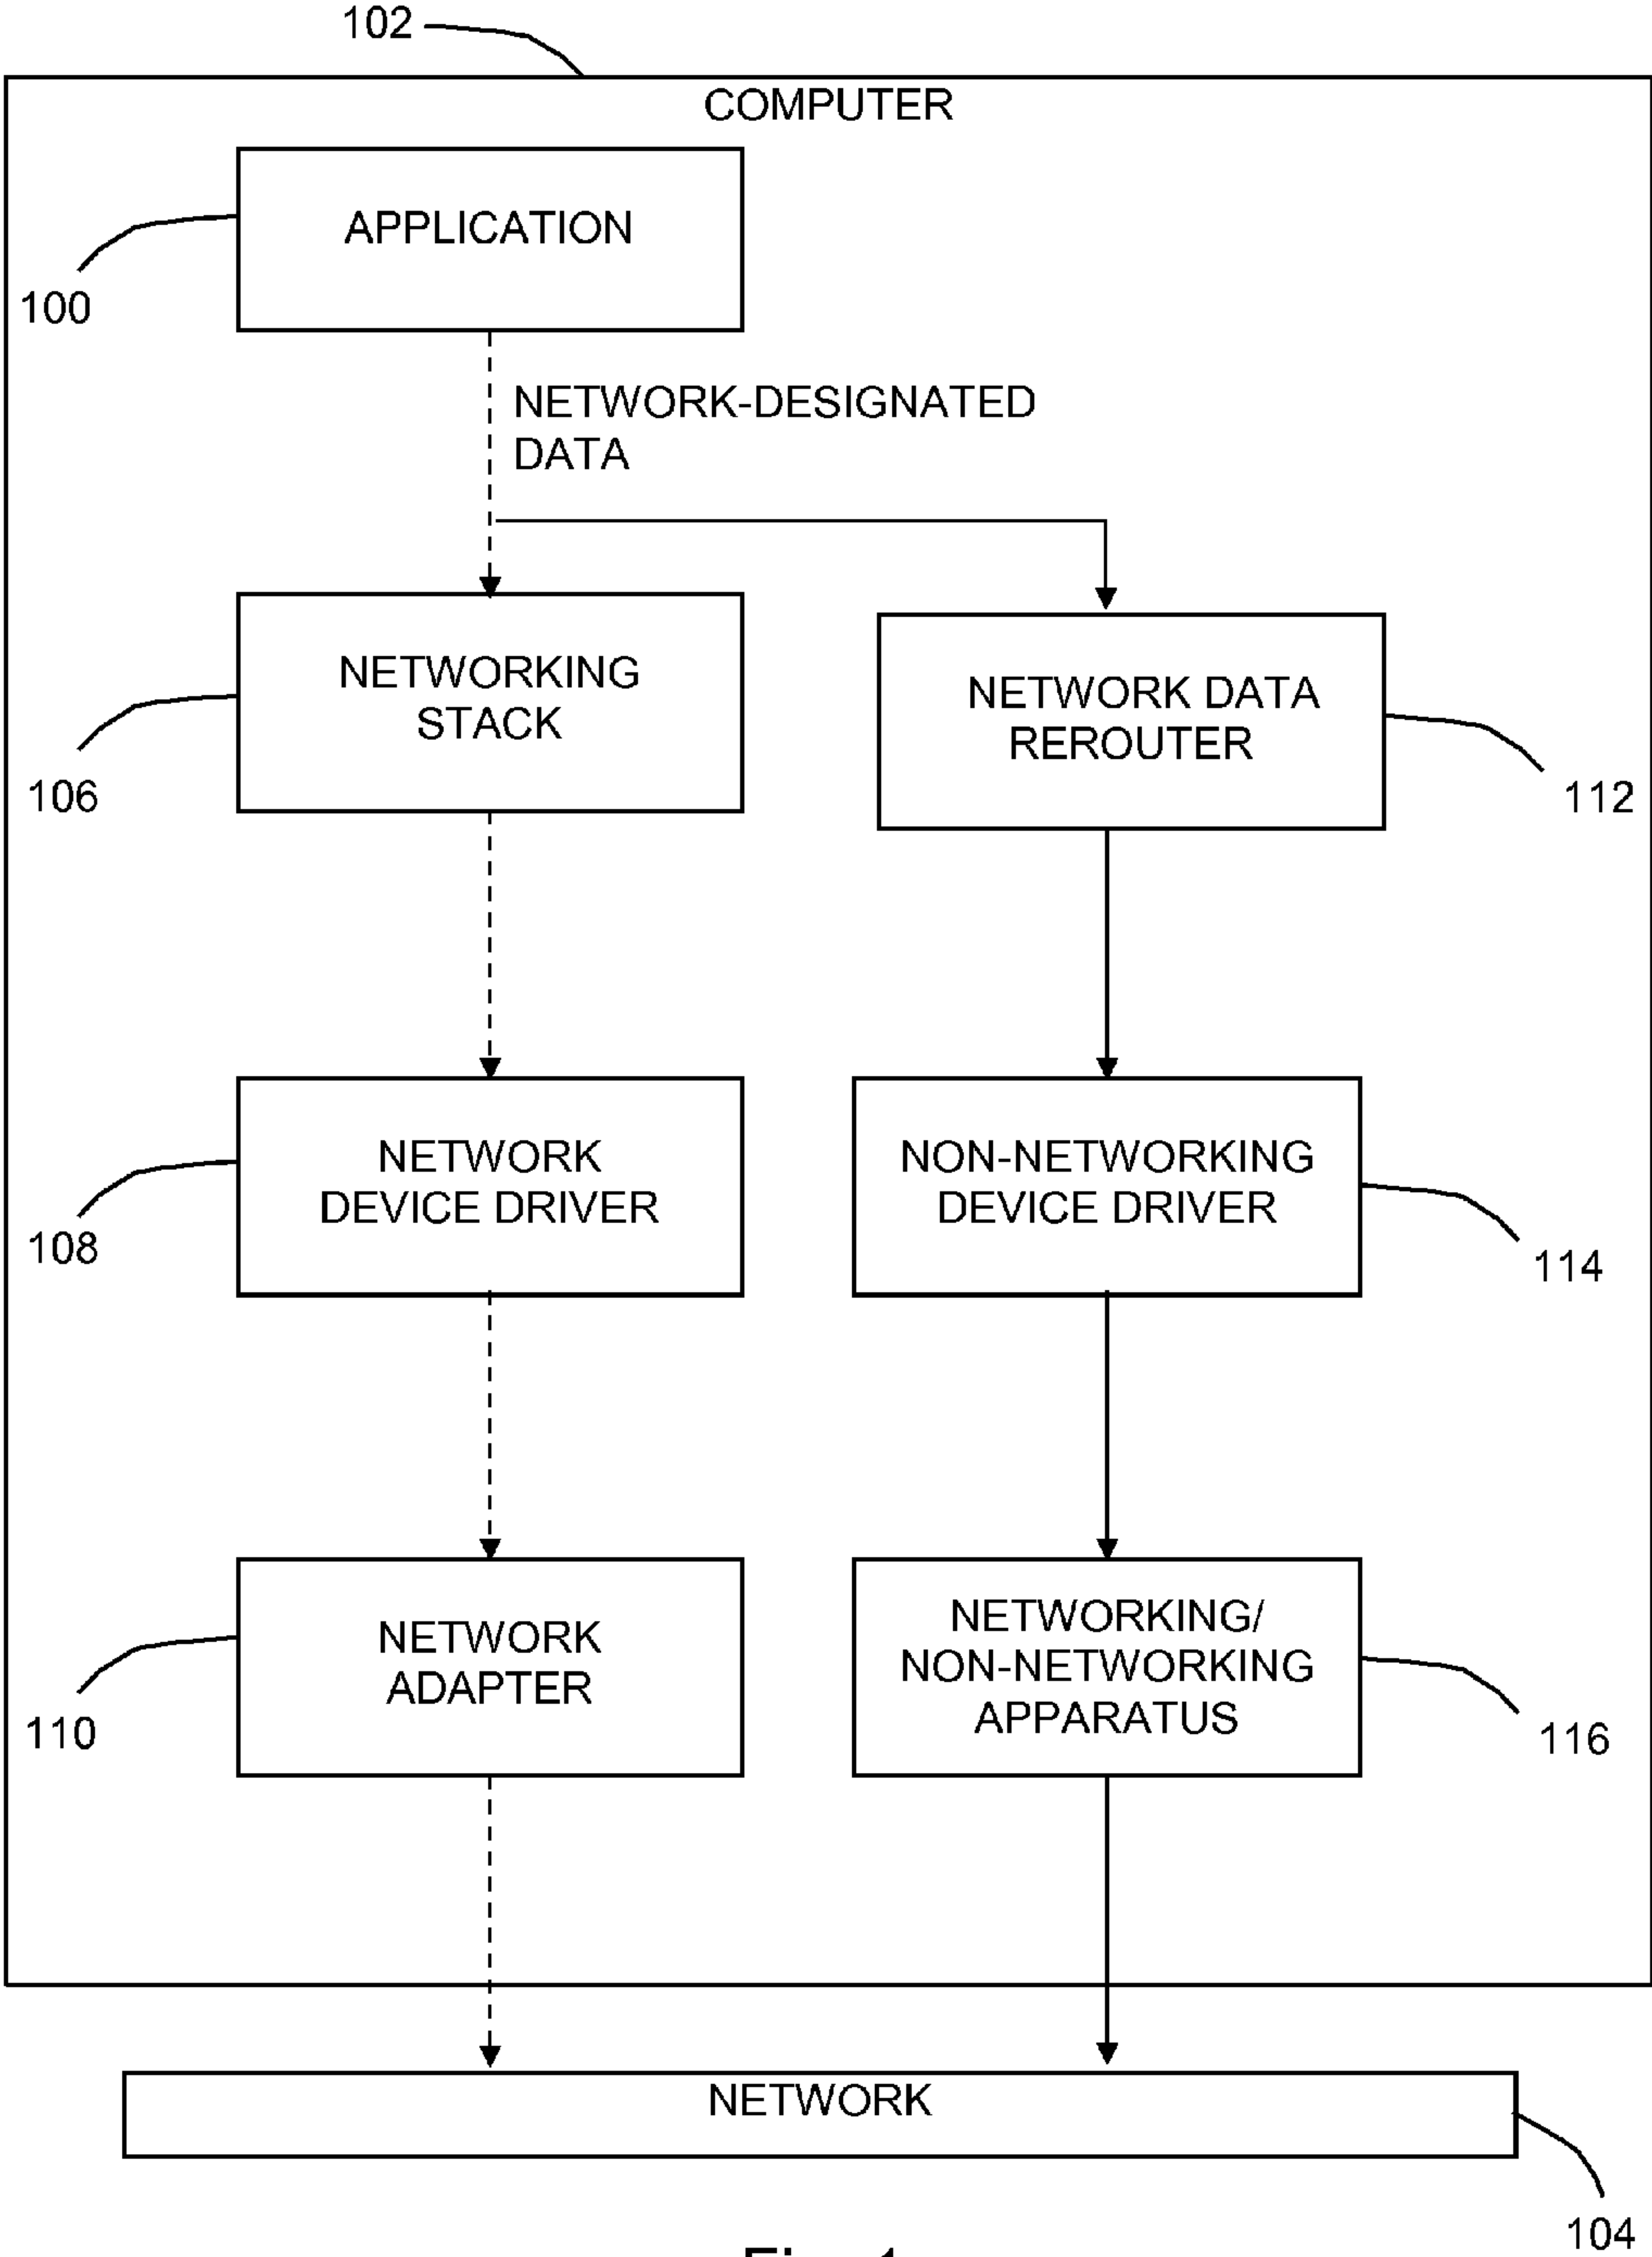 102
COMPUTER
APPLICATION
100
NETWORK-DESIGNATED
DATA
NETWORKING
STACK
106
NETWORK DATA
REROUTER
112
NETWORK
DEVICE DRIVER
108
NON-NETWORKING
DEVICE DRIVER
114
NETWORK
ADAPTER
110
NETWORKING/
NON-NETWORKING
APPARATUS
116
NETWORK
104